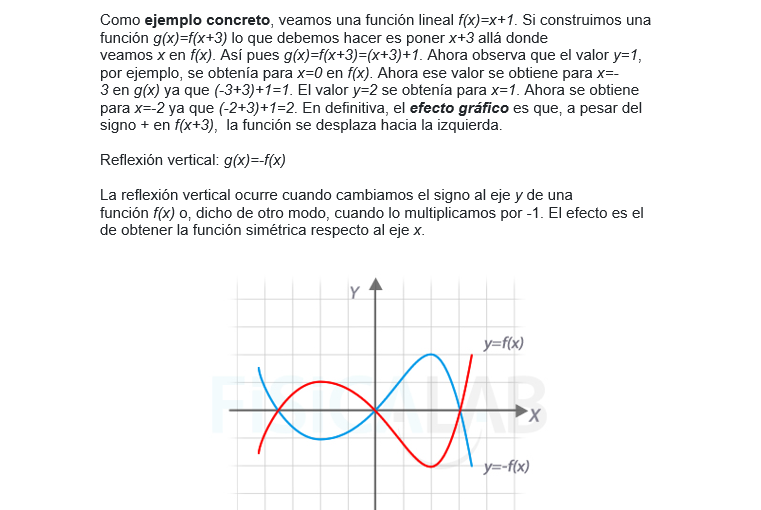 Como ejemplo concreto, veamos una función lineal f(x)=x+1. Si construimos una
función g(x)=f(x+3) lo que debemos hacer es poner x+3 allá donde
veamos x en f(x). Así pues g(x)=f(x+3)=(x+3)+1. Ahora observa que el valor y=1,
por ejemplo, se obtenía para x=0 en f(x). Ahora ese valor se obtiene para x=-
3 en g(x) ya que (-3+3)+1=1. El valor y=2 se obtenía para x=1. Ahora se obtiene
para x=-2 ya que (-2+3)+1=2. En definitiva, el efecto gráfico es que, a pesar del
signo + en f(x+3), la función se desplaza hacia la izquierda.
Reflexión vertical: g(x)=-f(x)
La reflexión vertical ocurre cuando cambiamos el signo al eje y de una
función f(x) o, dicho de otro modo, cuando lo multiplicamos por -1. El efecto es el
de obtener la función simétrica respecto al eje x.
Y
y=f(x)
FISICALAB
X
y=-f(x)